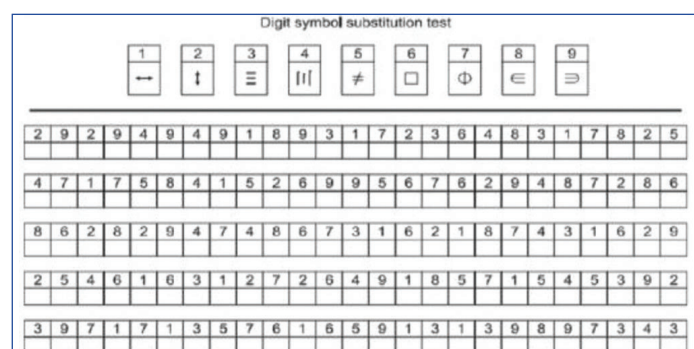 Digit symbol substitution test
1 2 3 4 5 6 7 8 9
↔ ↕ Ξ [II] ≠ □ Φ ∈ ∋
2 9 2 9 4 9 4 9 1 8 9 3 1 7 2 3 6 4 8 3 1 7 8 2 5
4 7 1 7 5 8 4 1 5 2 6 9 9 5 6 7 6 2 9 4 8 7 2 8 6
8 6 2 8 2 9 4 7 4 8 6 7 3 1 6 2 1 8 7 4 3 1 6 2 9
2 5 4 6 1 6 3 1 2 7 2 6 4 9 1 8 5 7 1 5 4 5 3 9 2
3 9 7 1 7 1 3 5 7 6 1 6 5 9 1 3 1 3 9 8 9 7 3 4 3